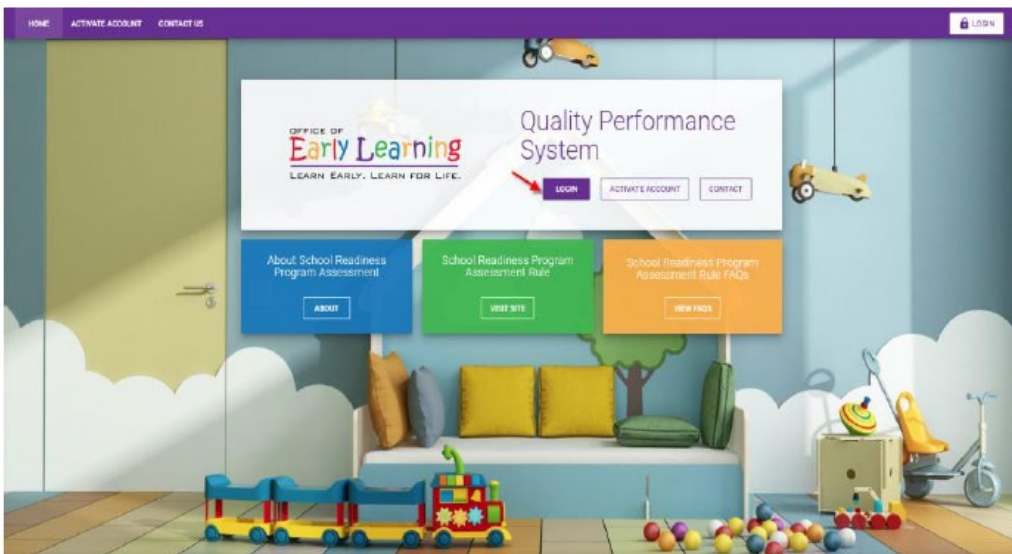 HOME ACTIVATE ACCOUNT CONTACT US LOGIN
OFFICE OF
Early Learning
LEARN EARLY. LEARN FOR LIFE.
Quality Performance
System
LOGIN ACTIVATE ACCOUNT CONTACT
About School Readiness
Program Assessment
ABOUT
School Readiness Program
Assessment Rule
VISIT SITE
School Readiness Program
Assessment Rule FAQs
VIEW FAQS